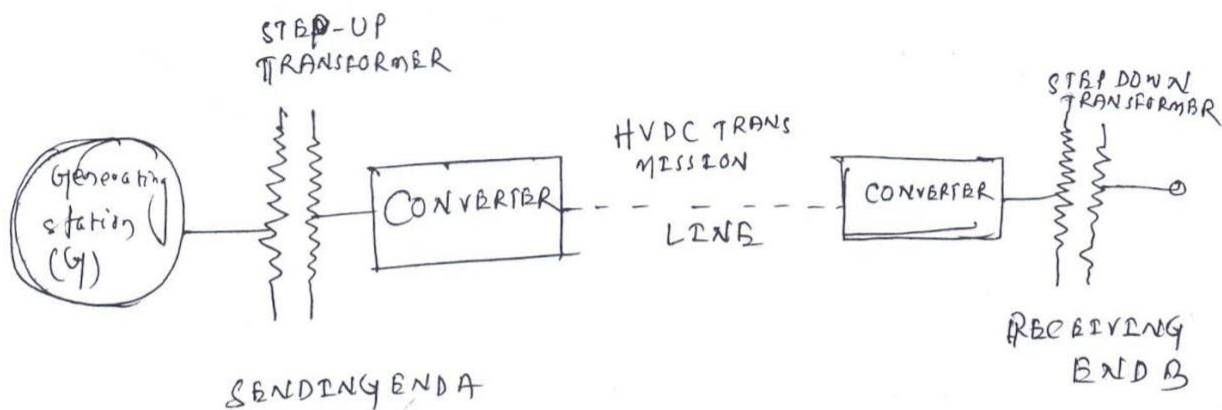 STEP-UP
TRANSFORMER
STEP DOWN
TRANSFORMER
HVDC TRANS
MISSION
LINE
Generating
station
(G)
CONVERTER
CONVERTER
SENDING END A
RECEIVING
END B